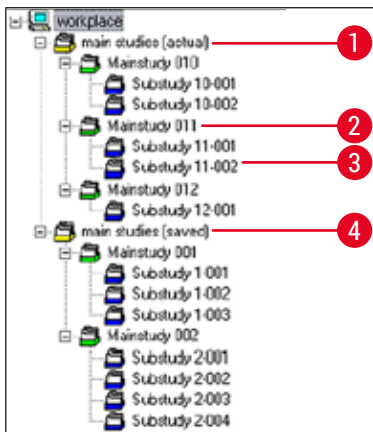 workplace
main studies (actual) 1
Mainstudy 010
Substudy 10-001
Substudy 10-002
Mainstudy 011 2
Substudy 11-001
Substudy 11-002 3
Mainstudy 012
Substudy 12-001
main studies (saved) 4
Mainstudy 001
Substudy 1-001
Substudy 1-002
Substudy 1-003
Mainstudy 002
Substudy 2-001
Substudy 2-002
Substudy 2-003
Substudy 2-004